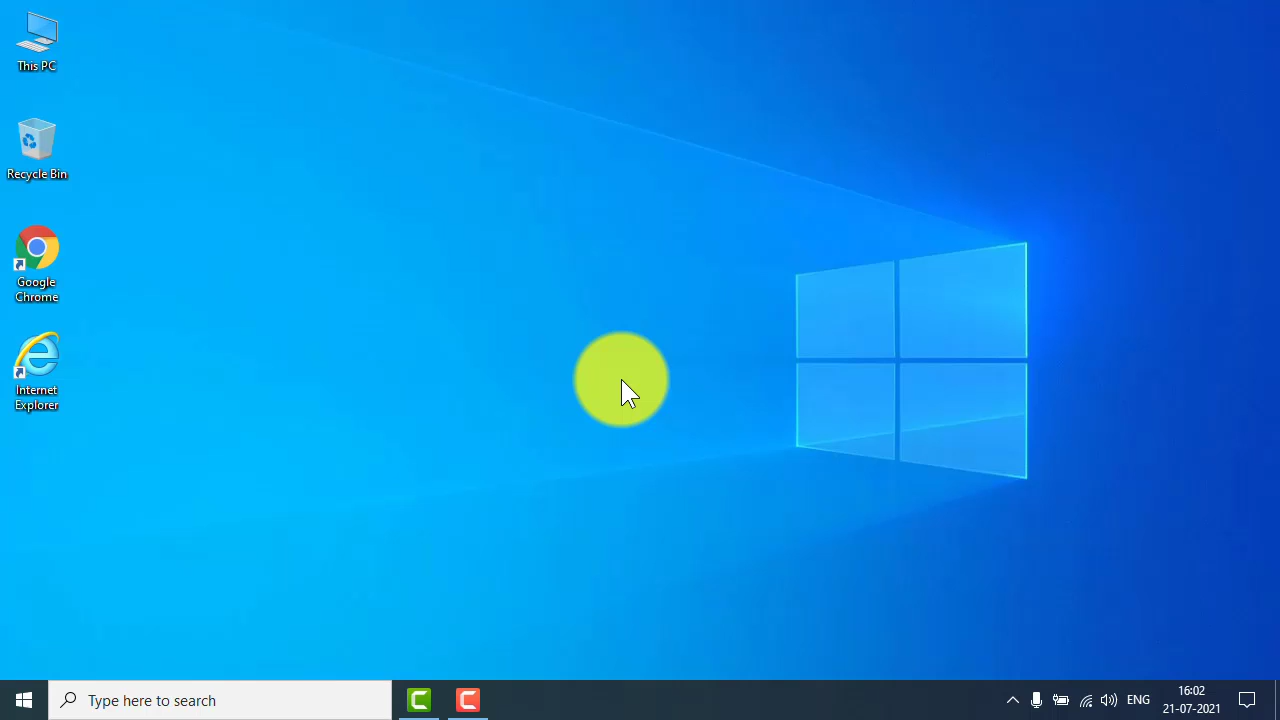 This PC
Recycle Bin
Google
Chrome
Internet
Explorer
Type here to search
ENG
16:02
21-07-2021